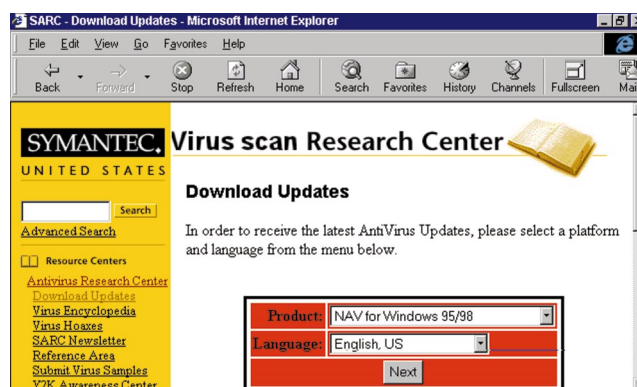 SARC - Download Updates - Microsoft Internet Explorer
File Edit View Go Favorites Help
Back Forward Stop Refresh Home Search Favorites History Channels Fullscreen Mai
SYMANTEC.
UNITED STATES
Search
Advanced Search
Resource Centers
Antivirus Research Center
Download Updates
Virus Encyclopedia
Virus Hoaxes
SARC Newsletter
Reference Area
Submit Virus Samples
Y2K Awareness Center
Virus scan Research Center
Download Updates
In order to receive the latest AntiVirus Updates, please select a platform
and language from the menu below.
Product: NAV for Windows 95/98
Language: English, US
Next